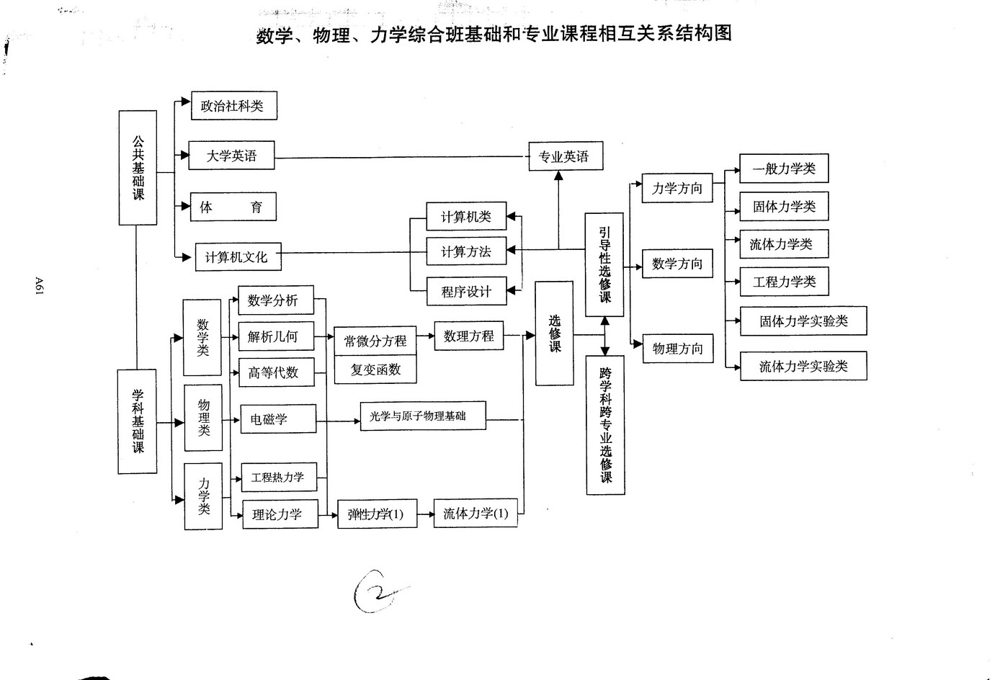 数学、物理、力学综合班基础和专业课程相互关系结构图
公共基础课
政治社科类
大学英语
体 育
计算机文化
专业英语
计算机类
计算方法
程序设计
学科基础课
数学类
物理类
力学类
数学分析
解析几何
高等代数
电磁学
工程热力学
理论力学
常微分方程
复变函数
数理方程
光学与原子物理基础
弹性力学(1)
流体力学(1)
选修课
引导性选修课
跨学科跨专业选修课
力学方向
数学方向
物理方向
一般力学类
固体力学类
流体力学类
工程力学类
固体力学实验类
流体力学实验类
A61
2